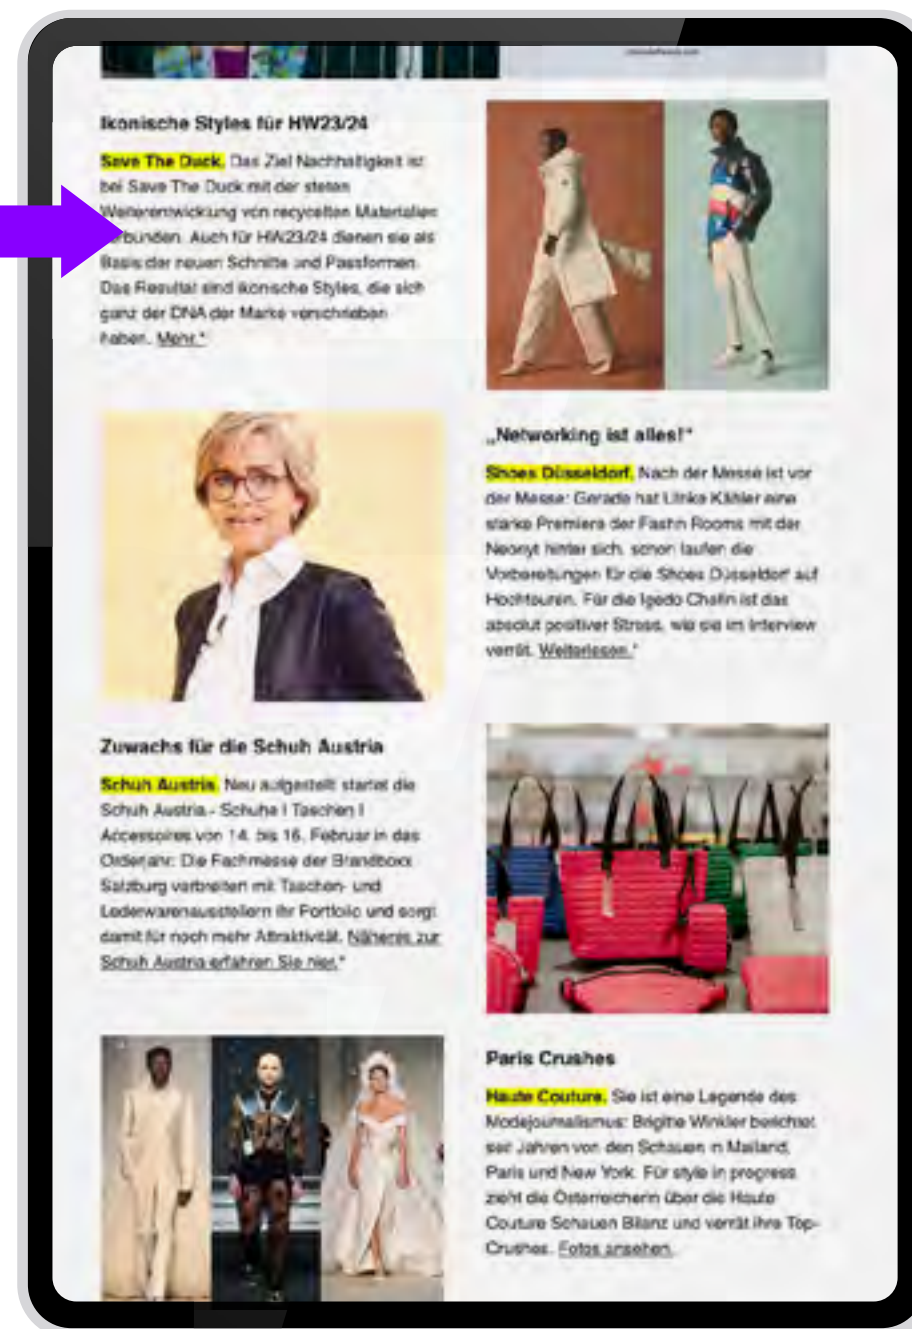 Ikonische Styles für HW23/24
Save The Duck. Das Ziel Nachhaltigkeit ist
bei Save The Duck mit der steten
Weiterentwicklung von recycelten Materialien
verbunden. Auch für HW23/24 dienen sie als
Basis der neuen Schnitte und Passformen.
Das Resultat sind ikonische Styles, die sich
ganz der DNA der Marke verschrieben
haben. Mehr.*
„Networking ist alles!“
Shoes Düsseldorf. Nach der Messe ist vor
der Messe: Gerade hat Ulrike Kähler eine
starke Premiere der Fashn Rooms mit der
Neonyt hinter sich, schon laufen die
Vorbereitungen für die Shoes Düsseldorf auf
Hochtouren. Für die Igedo Chefin ist das
absolut positiver Stress, wie sie im Interview
verrät. Weiterlesen.*
Zuwachs für die Schuh Austria
Schuh Austria. Neu aufgestellt startet die
Schuh Austria - Schuhe I Taschen I
Accessoires von 14. bis 16. Februar in das
Orderjahr: Die Fachmesse der Brandboxx
Salzburg verbreitert mit Taschen- und
Lederwarenausstellern ihr Portfolio und sorgt
damit für noch mehr Attraktivität. Näheres zur
Schuh Austria erfahren Sie hier.*
Paris Crushes
Haute Couture. Sie ist eine Legende des
Modejournalismus: Brigitte Winkler berichtet
seit Jahren von den Schauen in Mailand,
Paris und New York. Für style in progress
zieht die Österreicherin über die Haute
Couture Schauen Bilanz und verrät ihre Top-
Crushes. Fotos ansehen.